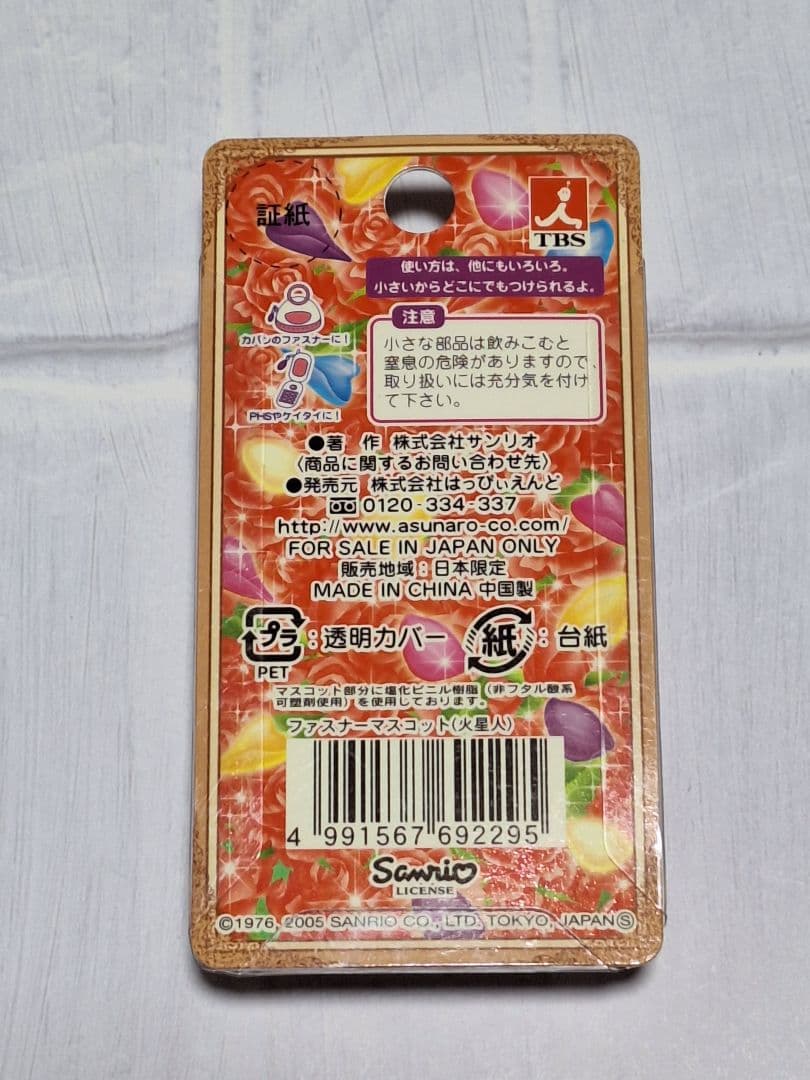 証紙
TBS
使い方は、他にもいろいろ。
小さいからどこにでもつけられるよ。
カバンのファスナーに!
PHSやケイタイに!
注意
小さな部品は飲みこむと
窒息の危険がありますので、
取り扱いには充分気を付け
て下さい。
●著 作 株式会社サンリオ
〈商品に関するお問い合わせ先〉
●発売元 株式会社はっぴぃえんど
0120-334-337
http://www.asunaro-co.com/
FOR SALE IN JAPAN ONLY
販売地域:日本限定
MADE IN CHINA 中国製
プラ:透明カバー 紙:台紙
PET
マスコット部分に塩化ビニル樹脂(非フタル酸系
可塑剤使用)を使用しております。
ファスナーマスコット(火星人)
4 991567 692295
Sanrio
LICENSE
©1976, 2005 SANRIO CO., LTD. TOKYO, JAPAN Ⓢ